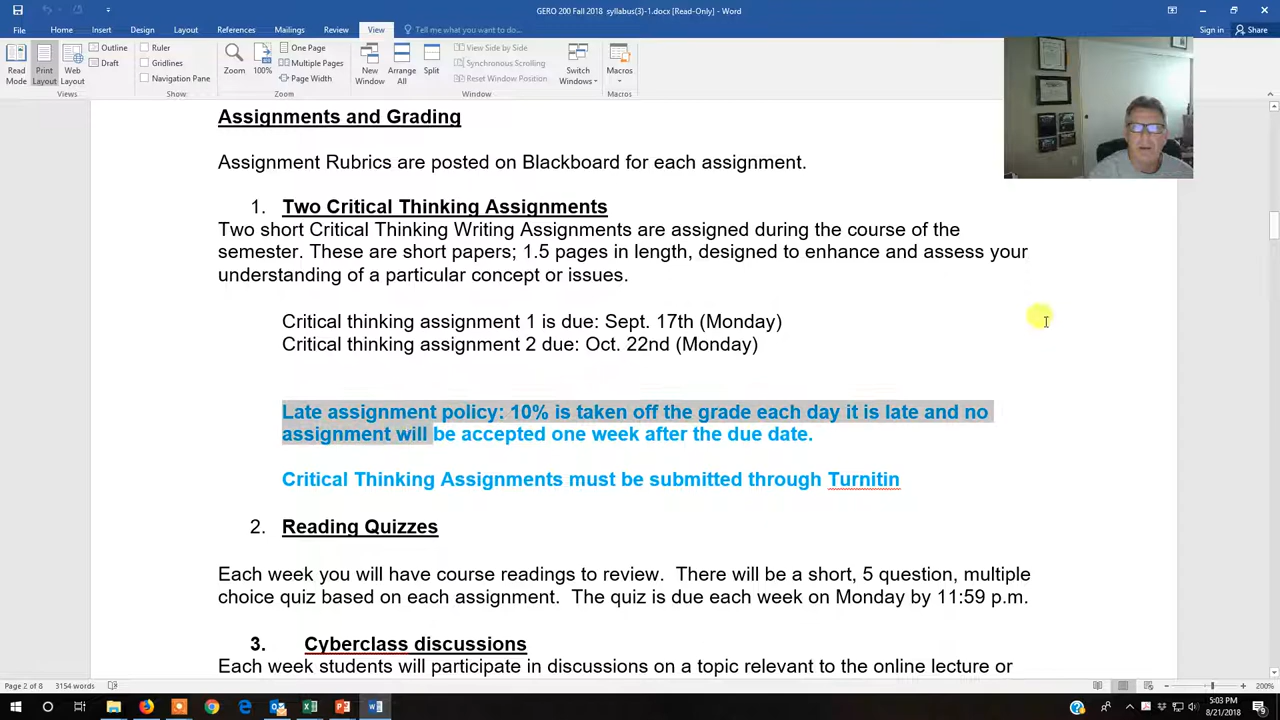 GERO 200 Fall 2018 syllabus(3)-1.docx [Read-Only] - Word
File Home Insert Design Layout References Mailings Review View Tell me what you want to do... Sign in Share
Read Mode
Print Layout
Web Layout
Outline
Draft
Views
Ruler
Gridlines
Navigation Pane
Show
Zoom
100%
One Page
Multiple Pages
Page Width
Zoom
New Window
Arrange All
Split
View Side by Side
Synchronous Scrolling
Reset Window Position
Window
Switch Windows
Macros
Macros
Assignments and Grading
Assignment Rubrics are posted on Blackboard for each assignment.
1. Two Critical Thinking Assignments
Two short Critical Thinking Writing Assignments are assigned during the course of the
semester. These are short papers; 1.5 pages in length, designed to enhance and assess your
understanding of a particular concept or issues.
Critical thinking assignment 1 is due: Sept. 17th (Monday)
Critical thinking assignment 2 due: Oct. 22nd (Monday)
Late assignment policy: 10% is taken off the grade each day it is late and no
assignment will be accepted one week after the due date.
Critical Thinking Assignments must be submitted through Turnitin
2. Reading Quizzes
Each week you will have course readings to review. There will be a short, 5 question, multiple
choice quiz based on each assignment. The quiz is due each week on Monday by 11:59 p.m.
3. Cyberclass discussions
Each week students will participate in discussions on a topic relevant to the online lecture or
Page 2 of 8 3154 words 200%
5:03 PM
8/21/2018